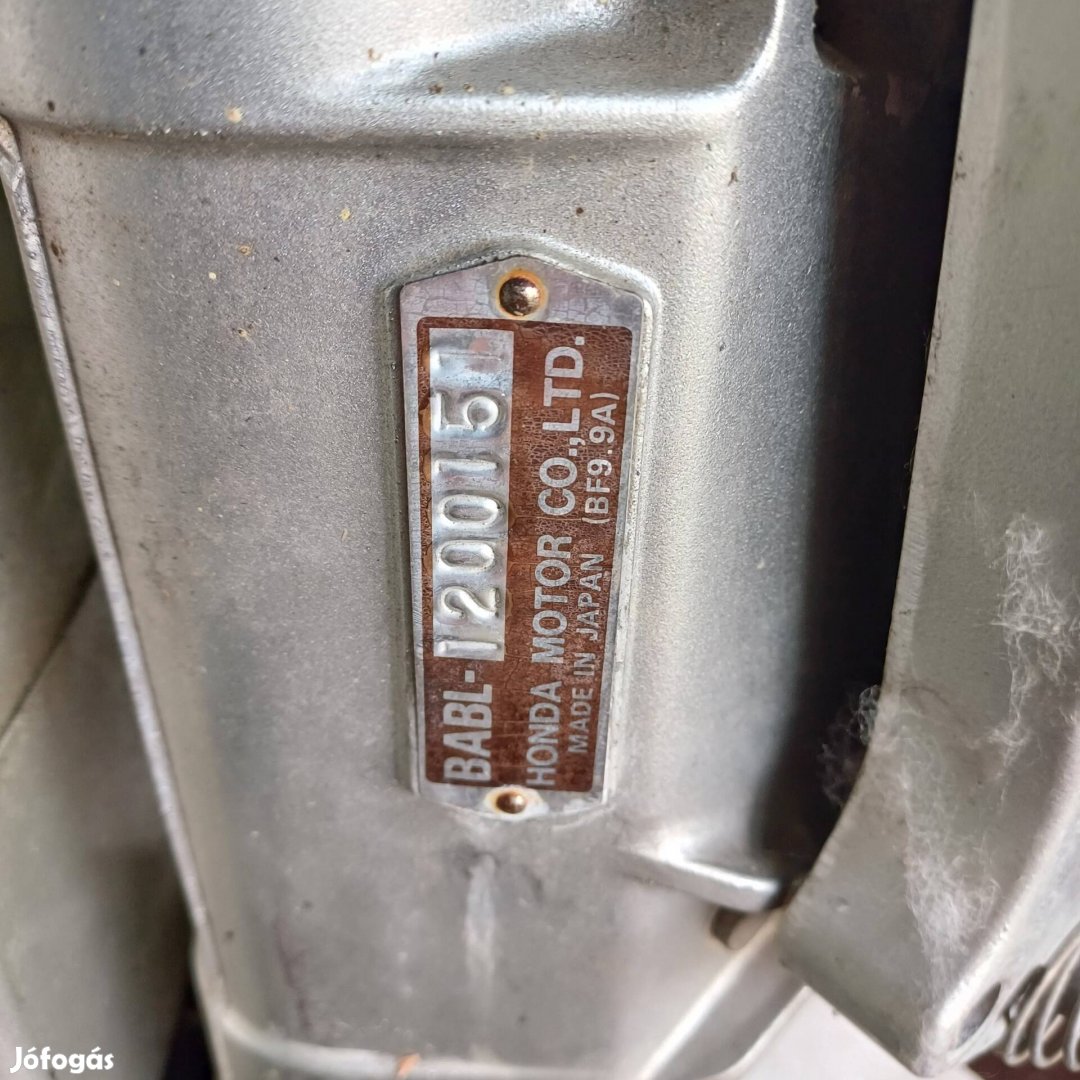 BABL-1200151
HONDA MOTOR CO.,LTD.
MADE IN JAPAN (BF9.9A)
Jófogás